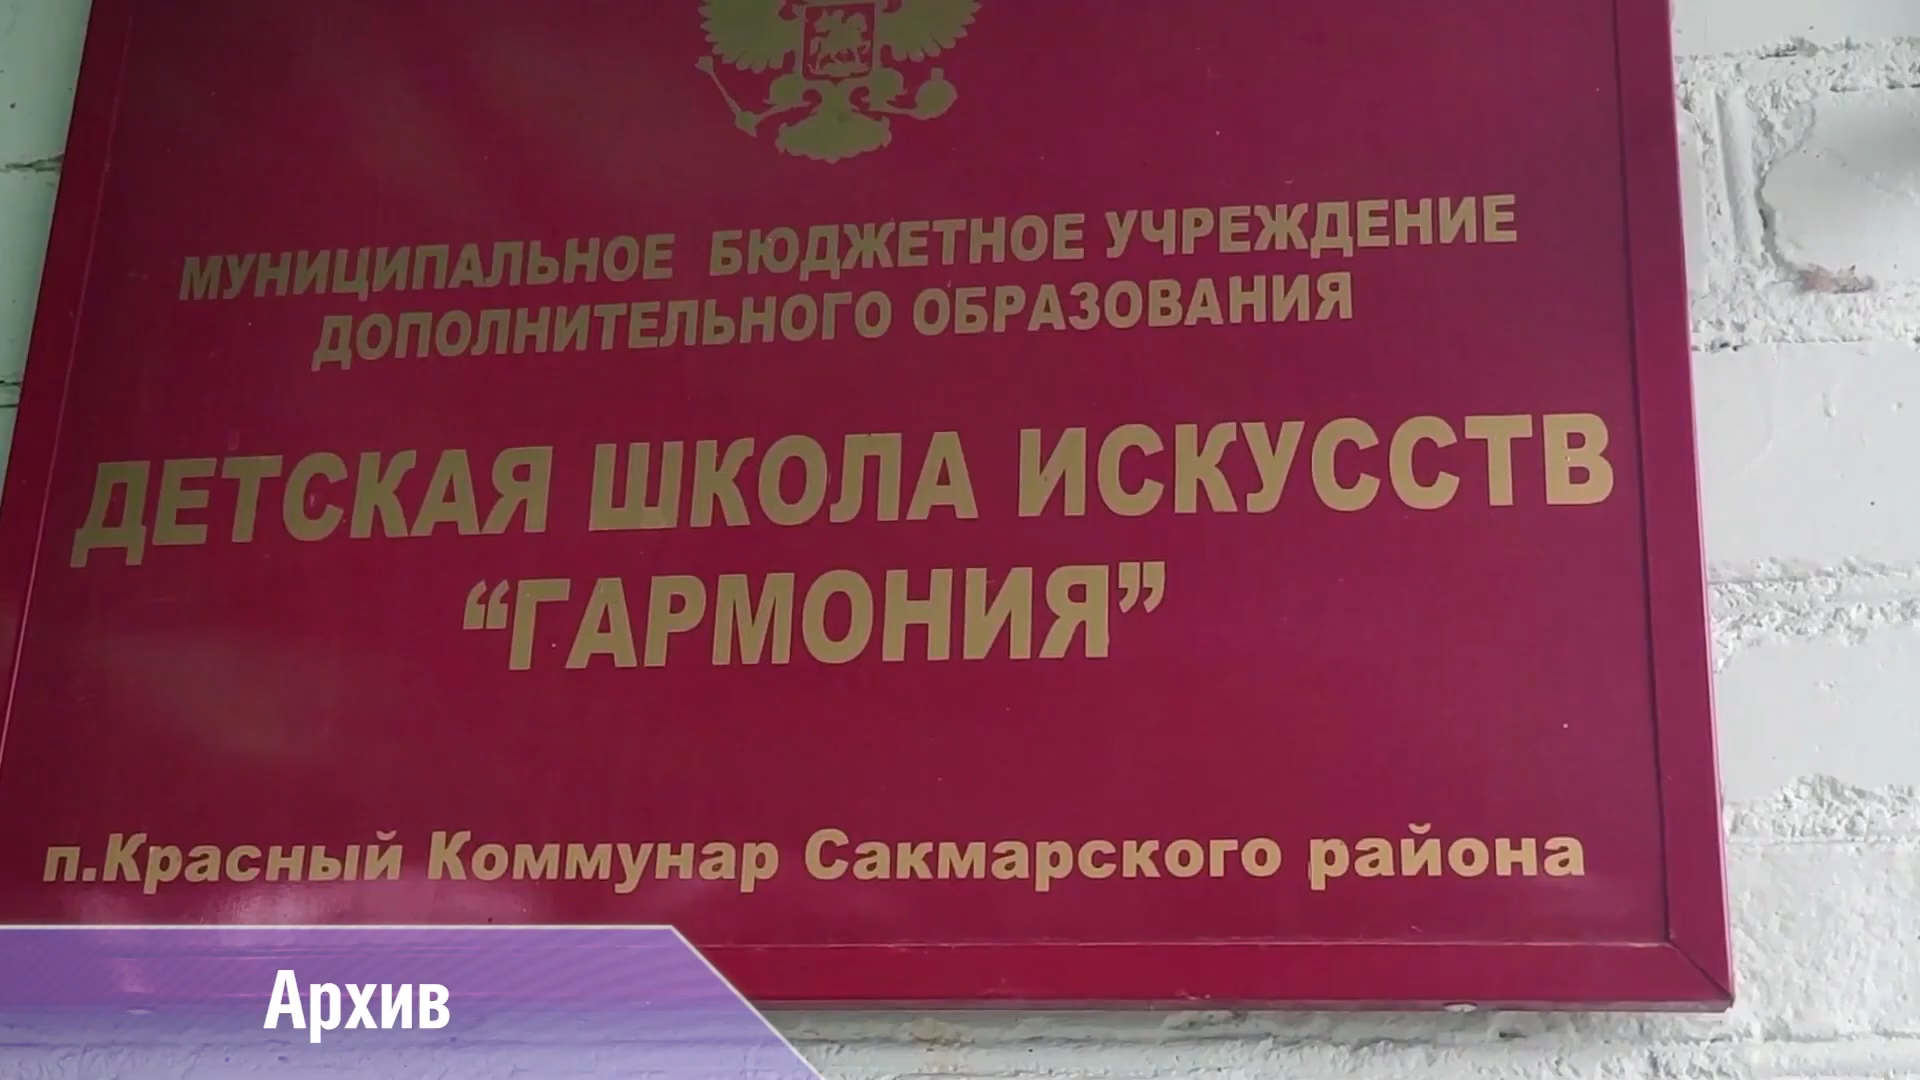 МУНИЦИПАЛЬНОЕ БЮДЖЕТНОЕ УЧРЕЖДЕНИЕ
ДОПОЛНИТЕЛЬНОГО ОБРАЗОВАНИЯ
ДЕТСКАЯ ШКОЛА ИСКУССТВ
“ГАРМОНИЯ”
п.Красный Коммунар Сакмарского района
Архив